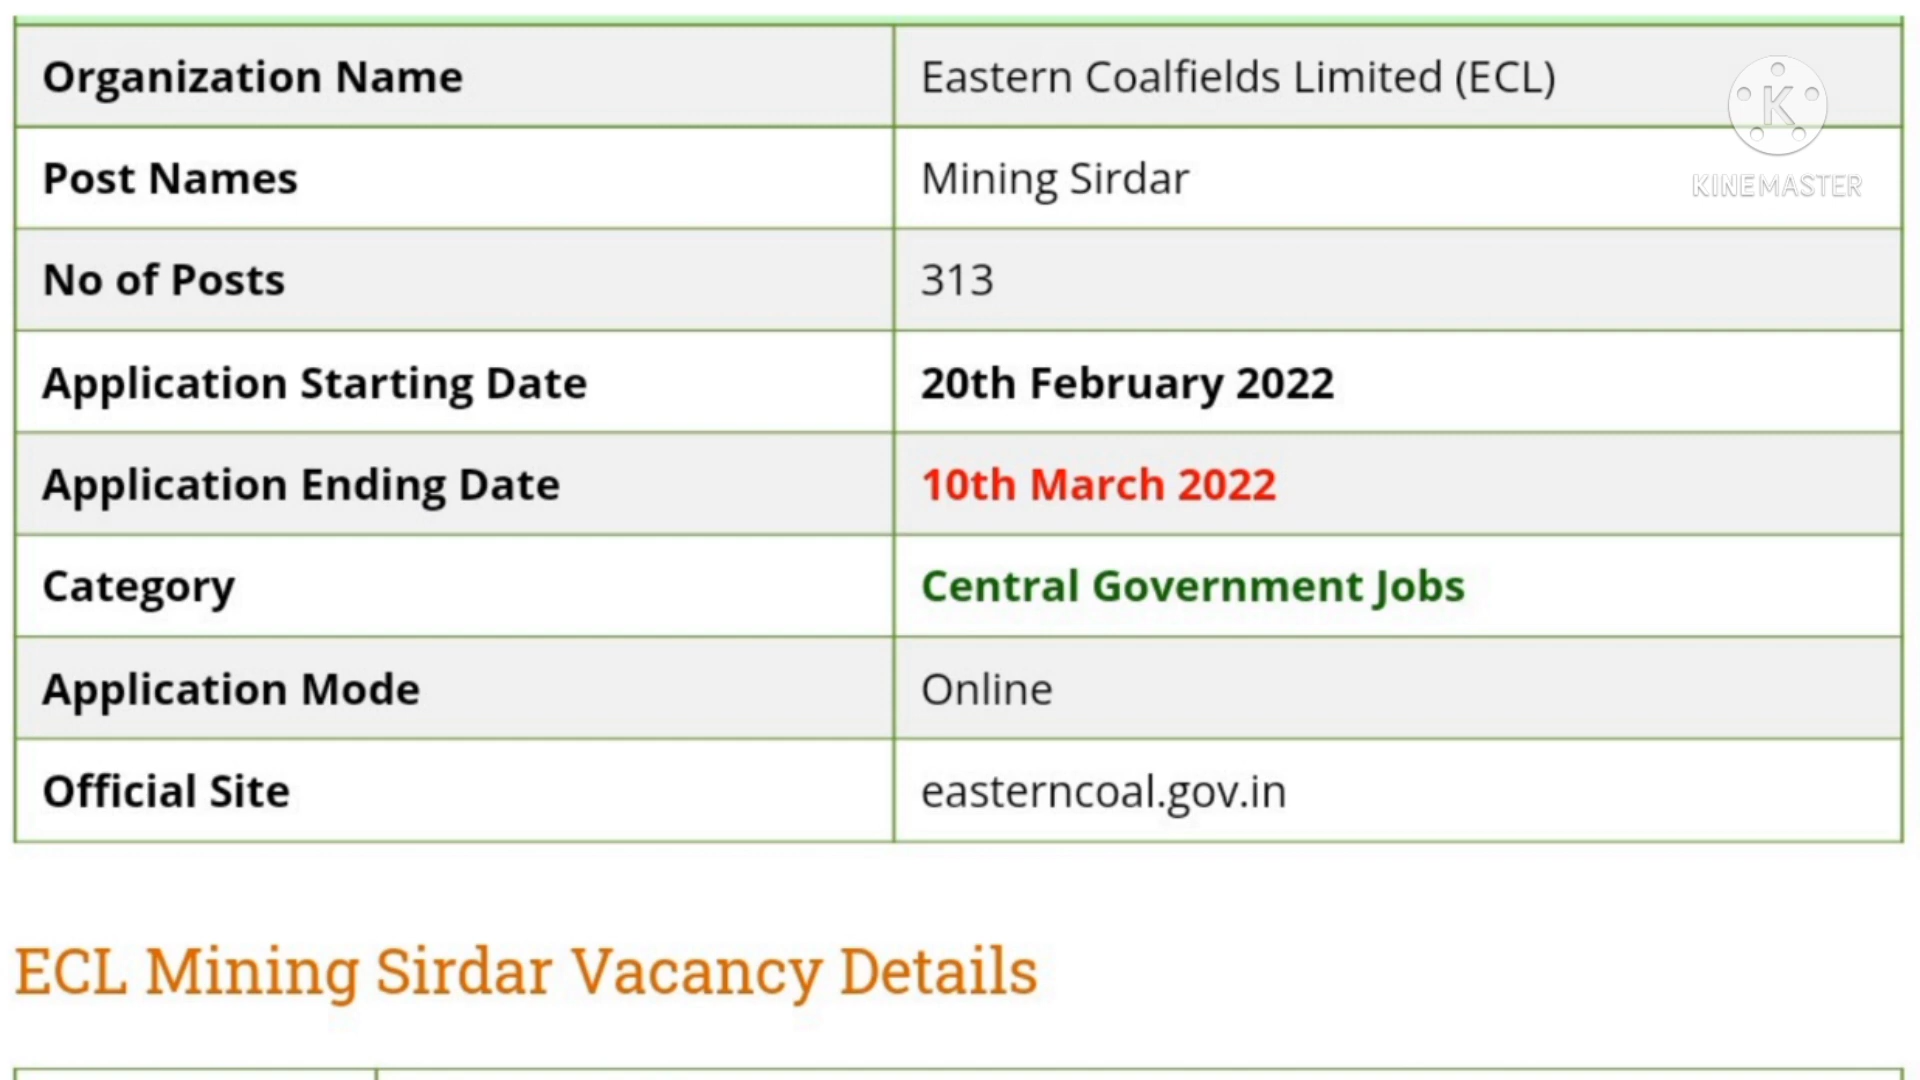 Organization Name Eastern Coalfields Limited (ECL)
K
KINEMASTER
Post Names Mining Sirdar
No of Posts 313
Application Starting Date 20th February 2022
Application Ending Date 10th March 2022
Category Central Government Jobs
Application Mode Online
Official Site easterncoal.gov.in
ECL Mining Sirdar Vacancy Details